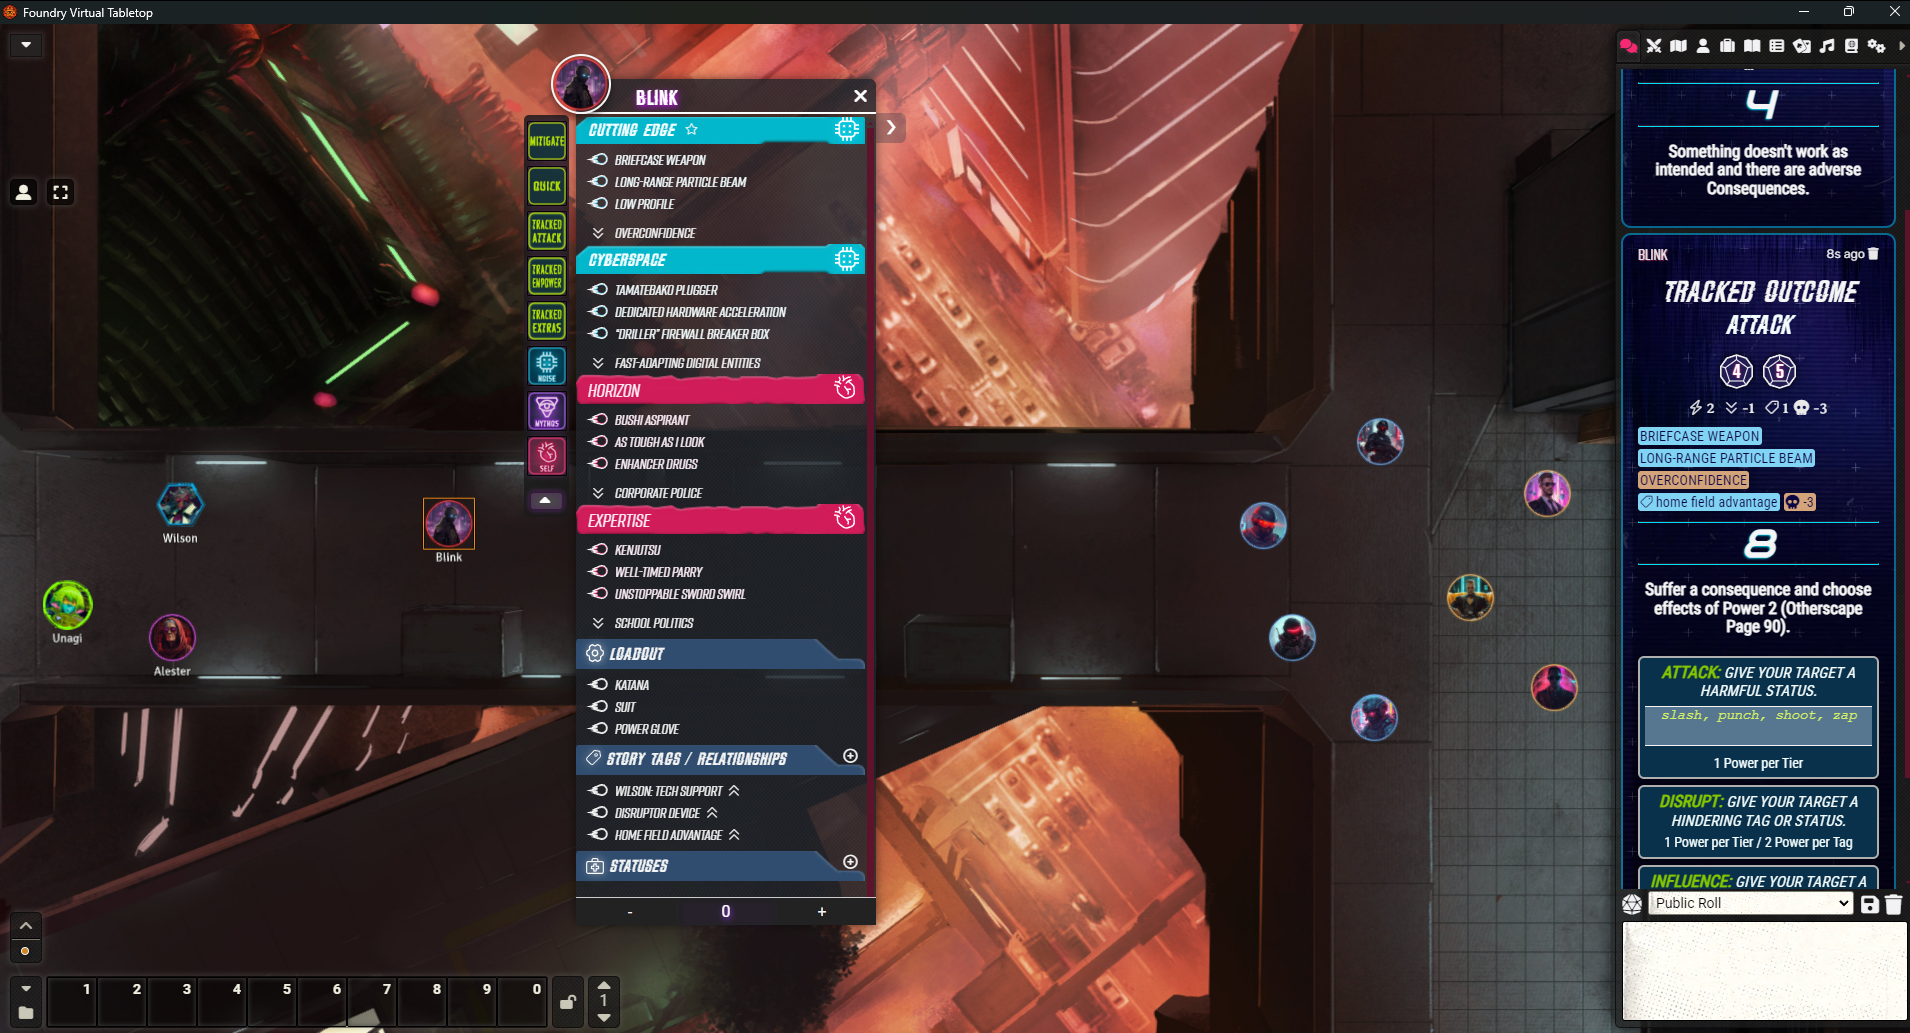 Foundry Virtual Tabletop
BLINK
MITIGATE
QUICK
TRACKED
ATTACK
TRACKED
EMPOWER
TRACKED
EXTRAS
NOISE
MYTHOS
SELF
CUTTING EDGE
BRIEFCASE WEAPON
LONG-RANGE PARTICLE BEAM
LOW PROFILE
OVERCONFIDENCE
CYBERSPACE
TAMATEBAKO PLUGGER
DEDICATED HARDWARE ACCELERATION
"DRILLER" FIREWALL BREAKER BOX
FAST-ADAPTING DIGITAL ENTITIES
HORIZON
BUSHI ASPIRANT
AS TOUGH AS I LOOK
ENHANCER DRUGS
CORPORATE POLICE
EXPERTISE
KENJUTSU
WELL-TIMED PARRY
UNSTOPPABLE SWORD SWIRL
SCHOOL POLITICS
LOADOUT
KATANA
SUIT
POWER GLOVE
STORY TAGS / RELATIONSHIPS
WILSON: TECH SUPPORT
DISRUPTOR DEVICE
HOME FIELD ADVANTAGE
STATUSES
- 0 +
Wilson
Blink
Unagi
Alester
1 2 3 4 5 6 7 8 9 0
1
4
Something doesn't work as
intended and there are adverse
Consequences.
BLINK 8s ago
TRACKED OUTCOME
ATTACK
4 5
2 -1 1 -3
BRIEFCASE WEAPON
LONG-RANGE PARTICLE BEAM
OVERCONFIDENCE
home field advantage -3
8
Suffer a consequence and choose
effects of Power 2 (Otherscape
Page 90).
ATTACK: GIVE YOUR TARGET A
HARMFUL STATUS.
slash, punch, shoot, zap
1 Power per Tier
DISRUPT: GIVE YOUR TARGET A
HINDERING TAG OR STATUS.
1 Power per Tier / 2 Power per Tag
INFLUENCE: GIVE YOUR TARGET A
Public Roll